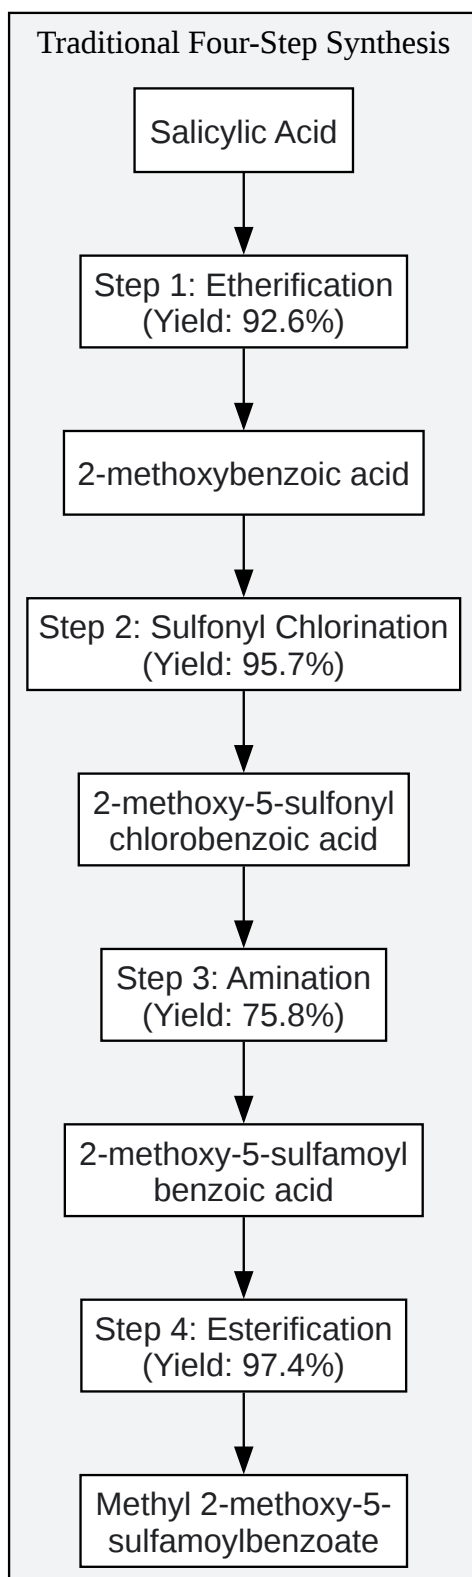 Traditional Four-Step Synthesis
Salicylic Acid
Step 1: Etherification
(Yield: 92.6%)
2-methoxybenzoic acid
Step 2: Sulfonyl Chlorination
(Yield: 95.7%)
2-methoxy-5-sulfonyl
chlorobenzoic acid
Step 3: Amination
(Yield: 75.8%)
2-methoxy-5-sulfamoyl
benzoic acid
Step 4: Esterification
(Yield: 97.4%)
Methyl 2-methoxy-5-
sulfamoylbenzoate